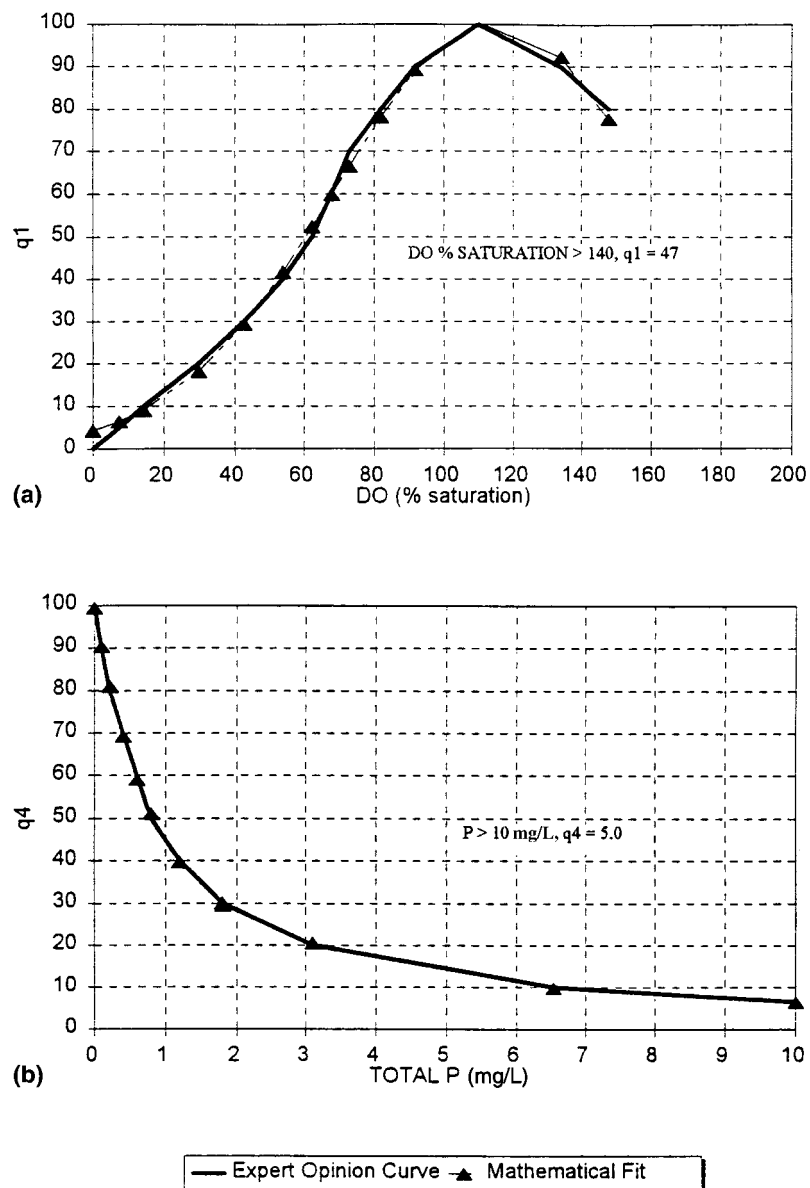 100
90
80
70
60
50
40
30
20
10
0
q1
DO % SATURATION > 140, q1 = 47
0 20 40 60 80 100 120 140 160 180 200
DO (% saturation)
(a)
100
90
80
70
60
50
40
30
20
10
0
q4
P > 10 mg/L, q4 = 5.0
0 1 2 3 4 5 6 7 8 9 10
TOTAL P (mg/L)
(b)
Expert Opinion Curve Mathematical Fit